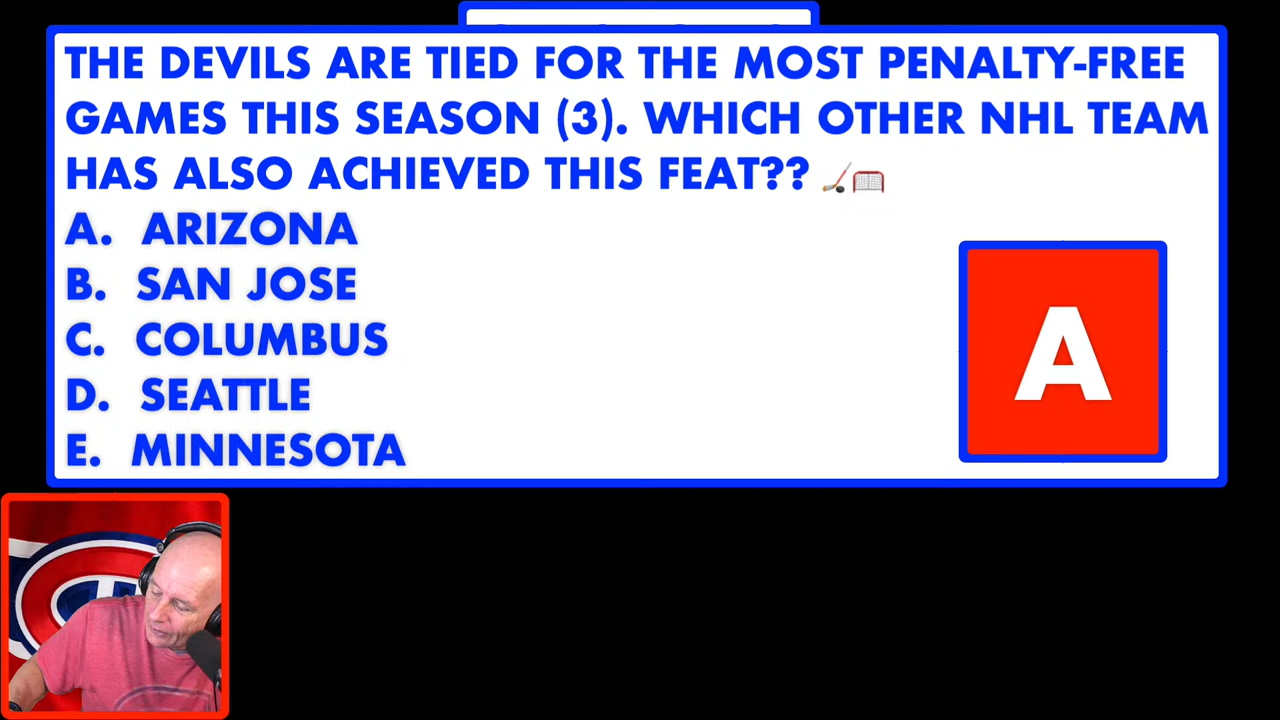 THE DEVILS ARE TIED FOR THE MOST PENALTY-FREE
GAMES THIS SEASON (3). WHICH OTHER NHL TEAM
HAS ALSO ACHIEVED THIS FEAT??
A. ARIZONA
B. SAN JOSE
C. COLUMBUS
D. SEATTLE
E. MINNESOTA
A